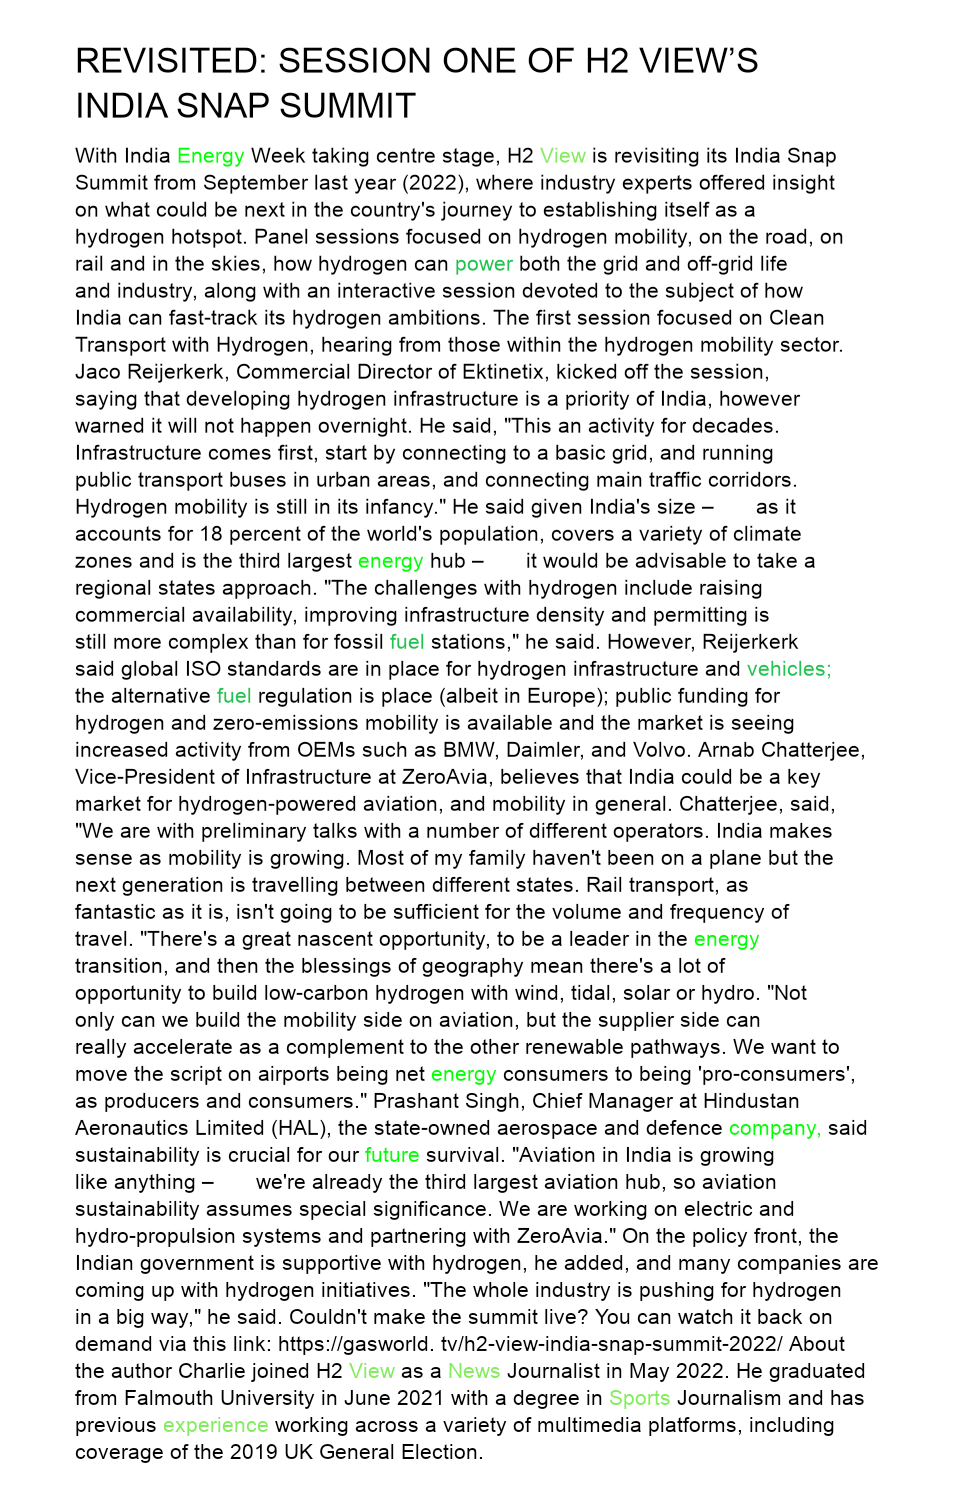 REVISITED: SESSION ONE OF H2 VIEW’S
INDIA SNAP SUMMIT
With India Energy Week taking centre stage, H2 View is revisiting its India Snap
Summit from September last year (2022), where industry experts offered insight
on what could be next in the country's journey to establishing itself as a
hydrogen hotspot. Panel sessions focused on hydrogen mobility, on the road, on
rail and in the skies, how hydrogen can power both the grid and off-grid life
and industry, along with an interactive session devoted to the subject of how
India can fast-track its hydrogen ambitions. The first session focused on Clean
Transport with Hydrogen, hearing from those within the hydrogen mobility sector.
Jaco Reijerkerk, Commercial Director of Ektinetix, kicked off the session,
saying that developing hydrogen infrastructure is a priority of India, however
warned it will not happen overnight. He said, "This an activity for decades.
Infrastructure comes first, start by connecting to a basic grid, and running
public transport buses in urban areas, and connecting main traffic corridors.
Hydrogen mobility is still in its infancy." He said given India's size – as it
accounts for 18 percent of the world's population, covers a variety of climate
zones and is the third largest energy hub – it would be advisable to take a
regional states approach. "The challenges with hydrogen include raising
commercial availability, improving infrastructure density and permitting is
still more complex than for fossil fuel stations," he said. However, Reijerkerk
said global ISO standards are in place for hydrogen infrastructure and vehicles;
the alternative fuel regulation is place (albeit in Europe); public funding for
hydrogen and zero-emissions mobility is available and the market is seeing
increased activity from OEMs such as BMW, Daimler, and Volvo. Arnab Chatterjee,
Vice-President of Infrastructure at ZeroAvia, believes that India could be a key
market for hydrogen-powered aviation, and mobility in general. Chatterjee, said,
"We are with preliminary talks with a number of different operators. India makes
sense as mobility is growing. Most of my family haven't been on a plane but the
next generation is travelling between different states. Rail transport, as
fantastic as it is, isn't going to be sufficient for the volume and frequency of
travel. "There's a great nascent opportunity, to be a leader in the energy
transition, and then the blessings of geography mean there's a lot of
opportunity to build low-carbon hydrogen with wind, tidal, solar or hydro. "Not
only can we build the mobility side on aviation, but the supplier side can
really accelerate as a complement to the other renewable pathways. We want to
move the script on airports being net energy consumers to being 'pro-consumers',
as producers and consumers." Prashant Singh, Chief Manager at Hindustan
Aeronautics Limited (HAL), the state-owned aerospace and defence company, said
sustainability is crucial for our future survival. "Aviation in India is growing
like anything – we're already the third largest aviation hub, so aviation
sustainability assumes special significance. We are working on electric and
hydro-propulsion systems and partnering with ZeroAvia." On the policy front, the
Indian government is supportive with hydrogen, he added, and many companies are
coming up with hydrogen initiatives. "The whole industry is pushing for hydrogen
in a big way," he said. Couldn't make the summit live? You can watch it back on
demand via this link: https://gasworld. tv/h2-view-india-snap-summit-2022/ About
the author Charlie joined H2 View as a News Journalist in May 2022. He graduated
from Falmouth University in June 2021 with a degree in Sports Journalism and has
previous experience working across a variety of multimedia platforms, including
coverage of the 2019 UK General Election.